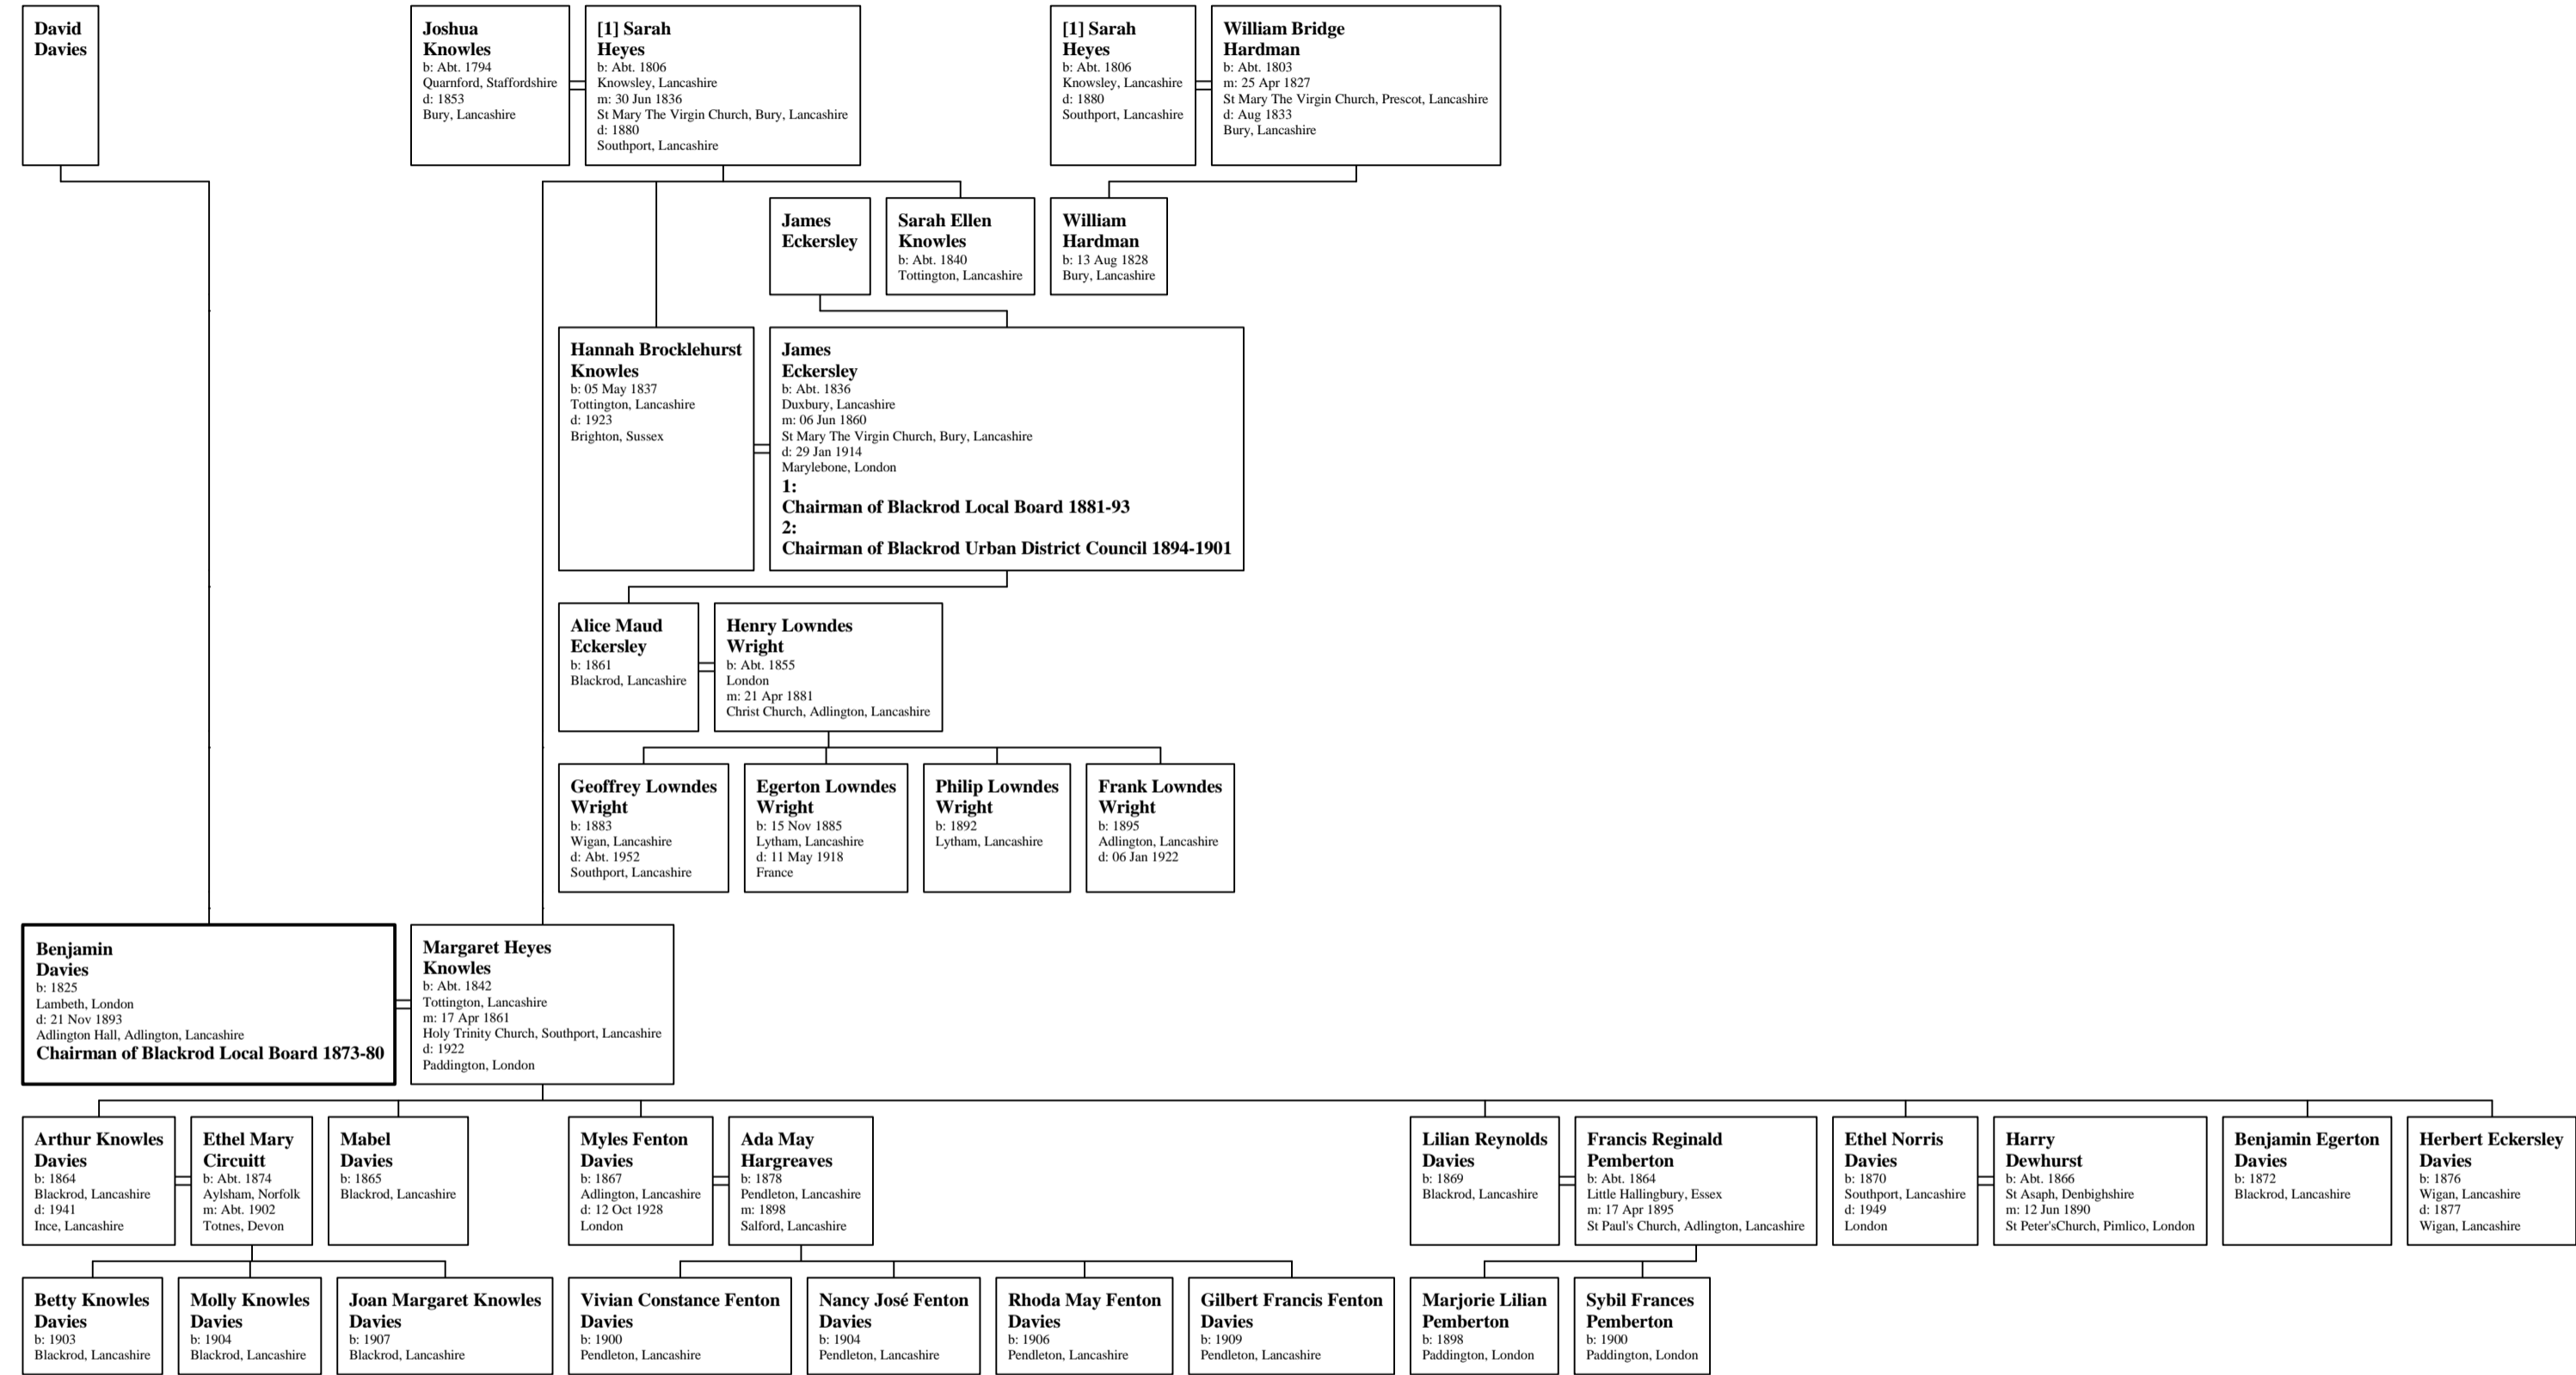 David
Davies
Joshua
Knowles
b: Abt. 1794
Quarnford, Staffordshire
d: 1853
Bury, Lancashire
[1] Sarah
Heyes
b: Abt. 1806
Knowsley, Lancashire
m: 30 Jun 1836
St Mary The Virgin Church, Bury, Lancashire
d: 1880
Southport, Lancashire
[1] Sarah
Heyes
b: Abt. 1806
Knowsley, Lancashire
d: 1880
Southport, Lancashire
William Bridge
Hardman
b: Abt. 1803
m: 25 Apr 1827
St Mary The Virgin Church, Prescot, Lancashire
d: Aug 1833
Bury, Lancashire
James
Eckersley
Sarah Ellen
Knowles
b: Abt. 1840
Tottington, Lancashire
William
Hardman
b: 13 Aug 1828
Bury, Lancashire
Hannah Brocklehurst
Knowles
b: 05 May 1837
Tottington, Lancashire
d: 1923
Brighton, Sussex
James
Eckersley
b: Abt. 1836
Duxbury, Lancashire
m: 06 Jun 1860
St Mary The Virgin Church, Bury, Lancashire
d: 29 Jan 1914
Marylebone, London
1:
Chairman of Blackrod Local Board 1881-93
2:
Chairman of Blackrod Urban District Council 1894-1901
Alice Maud
Eckersley
b: 1861
Blackrod, Lancashire
Henry Lowndes
Wright
b: Abt. 1855
London
m: 21 Apr 1881
Christ Church, Adlington, Lancashire
Geoffrey Lowndes
Wright
b: 1883
Wigan, Lancashire
d: Abt. 1952
Southport, Lancashire
Egerton Lowndes
Wright
b: 15 Nov 1885
Lytham, Lancashire
d: 11 May 1918
France
Philip Lowndes
Wright
b: 1892
Lytham, Lancashire
Frank Lowndes
Wright
b: 1895
Adlington, Lancashire
d: 06 Jan 1922
Benjamin
Davies
b: 1825
Lambeth, London
d: 21 Nov 1893
Adlington Hall, Adlington, Lancashire
Chairman of Blackrod Local Board 1873-80
Margaret Heyes
Knowles
b: Abt. 1842
Tottington, Lancashire
m: 17 Apr 1861
Holy Trinity Church, Southport, Lancashire
d: 1922
Paddington, London
Arthur Knowles
Davies
b: 1864
Blackrod, Lancashire
d: 1941
Ince, Lancashire
Ethel Mary
Circuitt
b: Abt. 1874
Aylsham, Norfolk
m: Abt. 1902
Totnes, Devon
Mabel
Davies
b: 1865
Blackrod, Lancashire
Myles Fenton
Davies
b: 1867
Adlington, Lancashire
d: 12 Oct 1928
London
Ada May
Hargreaves
b: 1878
Pendleton, Lancashire
m: 1898
Salford, Lancashire
Lilian Reynolds
Davies
b: 1869
Blackrod, Lancashire
Francis Reginald
Pemberton
b: Abt. 1864
Little Hallingbury, Essex
m: 17 Apr 1895
St Paul's Church, Adlington, Lancashire
Ethel Norris
Davies
b: 1870
Southport, Lancashire
d: 1949
London
Harry
Dewhurst
b: Abt. 1866
St Asaph, Denbighshire
m: 12 Jun 1890
St Peter'sChurch, Pimlico, London
Benjamin Egerton
Davies
b: 1872
Blackrod, Lancashire
Herbert Eckersley
Davies
b: 1876
Wigan, Lancashire
d: 1877
Wigan, Lancashire
Betty Knowles
Davies
b: 1903
Blackrod, Lancashire
Molly Knowles
Davies
b: 1904
Blackrod, Lancashire
Joan Margaret Knowles
Davies
b: 1907
Blackrod, Lancashire
Vivian Constance Fenton
Davies
b: 1900
Pendleton, Lancashire
Nancy José Fenton
Davies
b: 1904
Pendleton, Lancashire
Rhoda May Fenton
Davies
b: 1906
Pendleton, Lancashire
Gilbert Francis Fenton
Davies
b: 1909
Pendleton, Lancashire
Marjorie Lilian
Pemberton
b: 1898
Paddington, London
Sybil Frances
Pemberton
b: 1900
Paddington, London